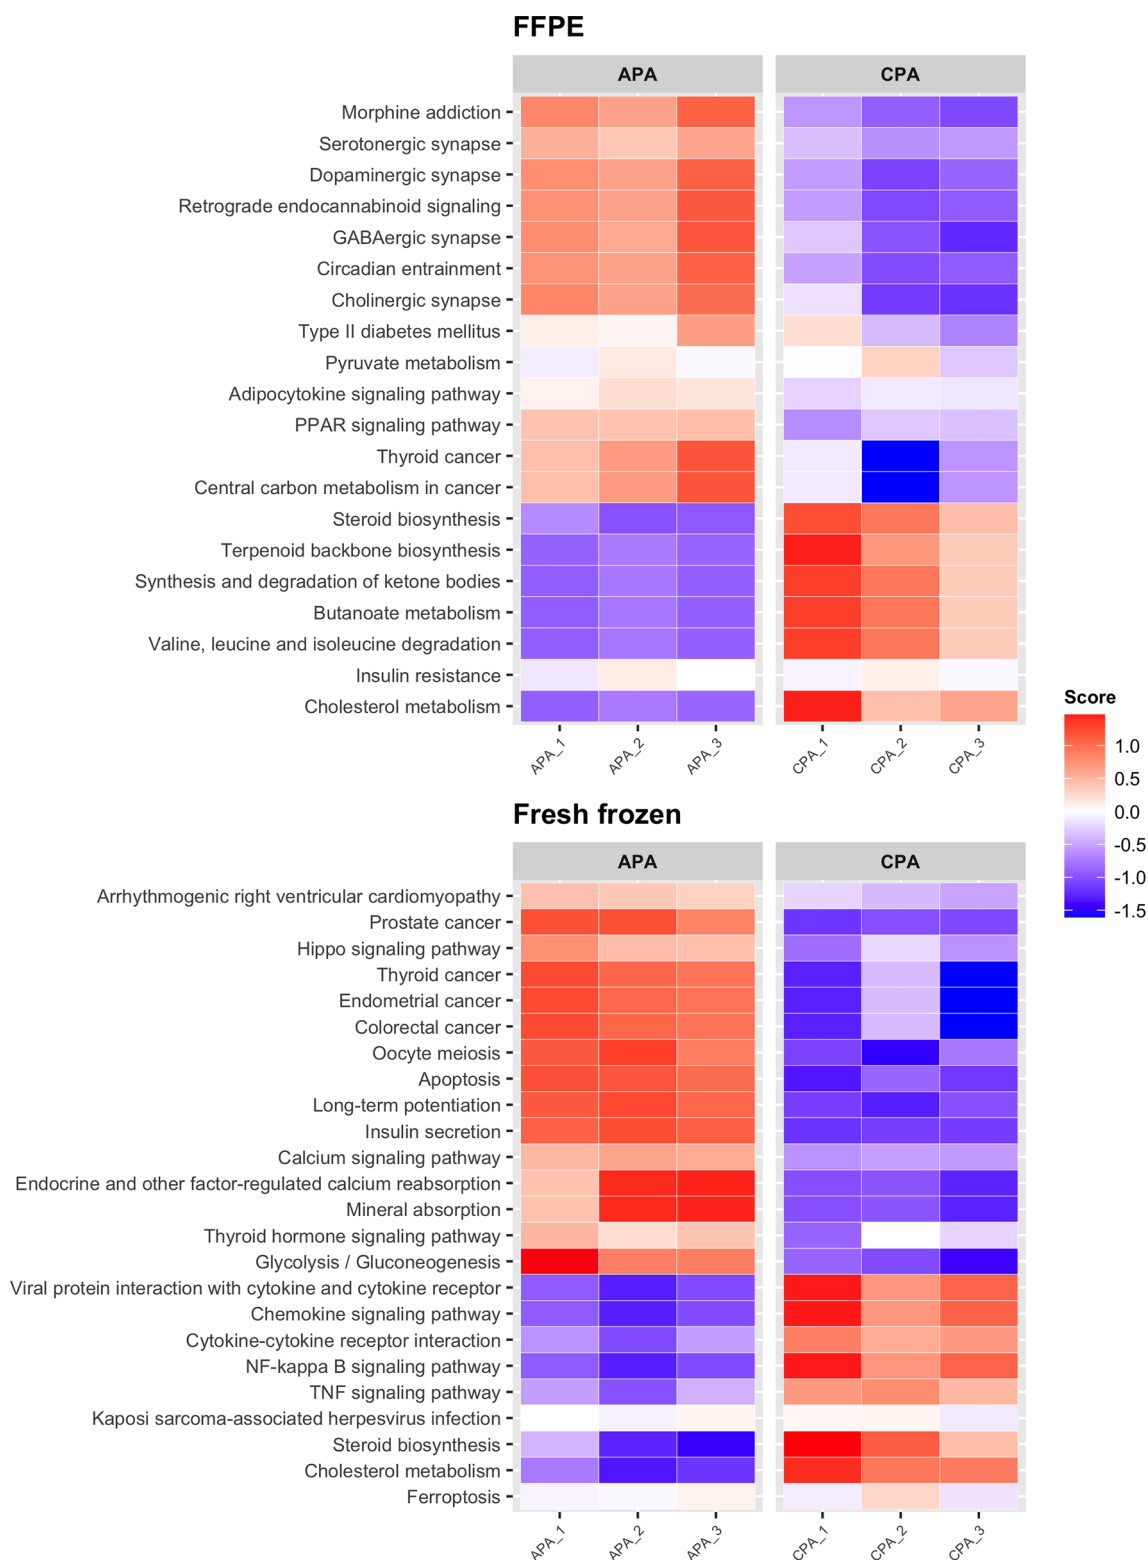 FFPE
APA
CPA
Morphine addiction
Serotonergic synapse
Dopaminergic synapse
Retrograde endocannabinoid signaling
GABAergic synapse
Circadian entrainment
Cholinergic synapse
Type II diabetes mellitus
Pyruvate metabolism
Adipocytokine signaling pathway
PPAR signaling pathway
Thyroid cancer
Central carbon metabolism in cancer
Steroid biosynthesis
Terpenoid backbone biosynthesis
Synthesis and degradation of ketone bodies
Butanoate metabolism
Valine, leucine and isoleucine degradation
Insulin resistance
Cholesterol metabolism
APA_1
APA_2
APA_3
CPA_1
CPA_2
CPA_3
Score
1.0
0.5
0.0
-0.5
-1.0
-1.5
Fresh frozen
APA
CPA
Arrhythmogenic right ventricular cardiomyopathy
Prostate cancer
Hippo signaling pathway
Thyroid cancer
Endometrial cancer
Colorectal cancer
Oocyte meiosis
Apoptosis
Long-term potentiation
Insulin secretion
Calcium signaling pathway
Endocrine and other factor-regulated calcium reabsorption
Mineral absorption
Thyroid hormone signaling pathway
Glycolysis / Gluconeogenesis
Viral protein interaction with cytokine and cytokine receptor
Chemokine signaling pathway
Cytokine-cytokine receptor interaction
NF-kappa B signaling pathway
TNF signaling pathway
Kaposi sarcoma-associated herpesvirus infection
Steroid biosynthesis
Cholesterol metabolism
Ferroptosis
APA_1
APA_2
APA_3
CPA_1
CPA_2
CPA_3